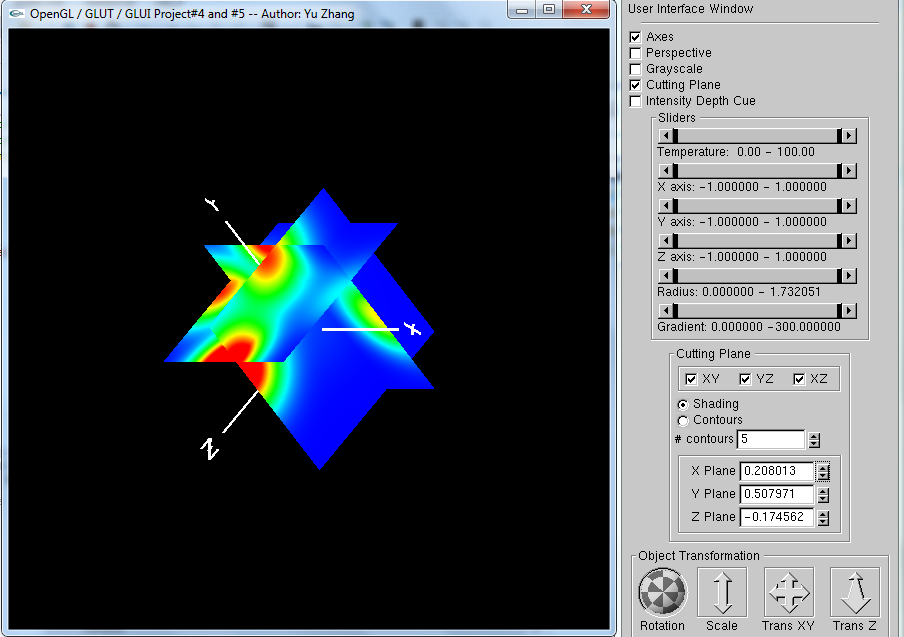 OpenGL / GLUT / GLUI Project#4 and #5 -- Author: Yu Zhang
Y
X
Z
User Interface Window
Axes
Perspective
Grayscale
Cutting Plane
Intensity Depth Cue
Sliders
Temperature: 0.00 - 100.00
X axis: -1.000000 - 1.000000
Y axis: -1.000000 - 1.000000
Z axis: -1.000000 - 1.000000
Radius: 0.000000 - 1.732051
Gradient: 0.000000 -300.000000
Cutting Plane
XY YZ XZ
Shading
Contours
# contours 5
X Plane 0.208013
Y Plane 0.507971
Z Plane -0.174562
Object Transformation
Rotation Scale Trans XY Trans Z